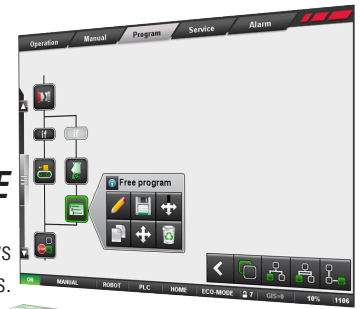 Operation Manual Program Service Alarm
if if
Free program
E
s
s.
ON MANUAL ROBOT PLC HOME ECO-MODE 7 GIS=0 10% 1106